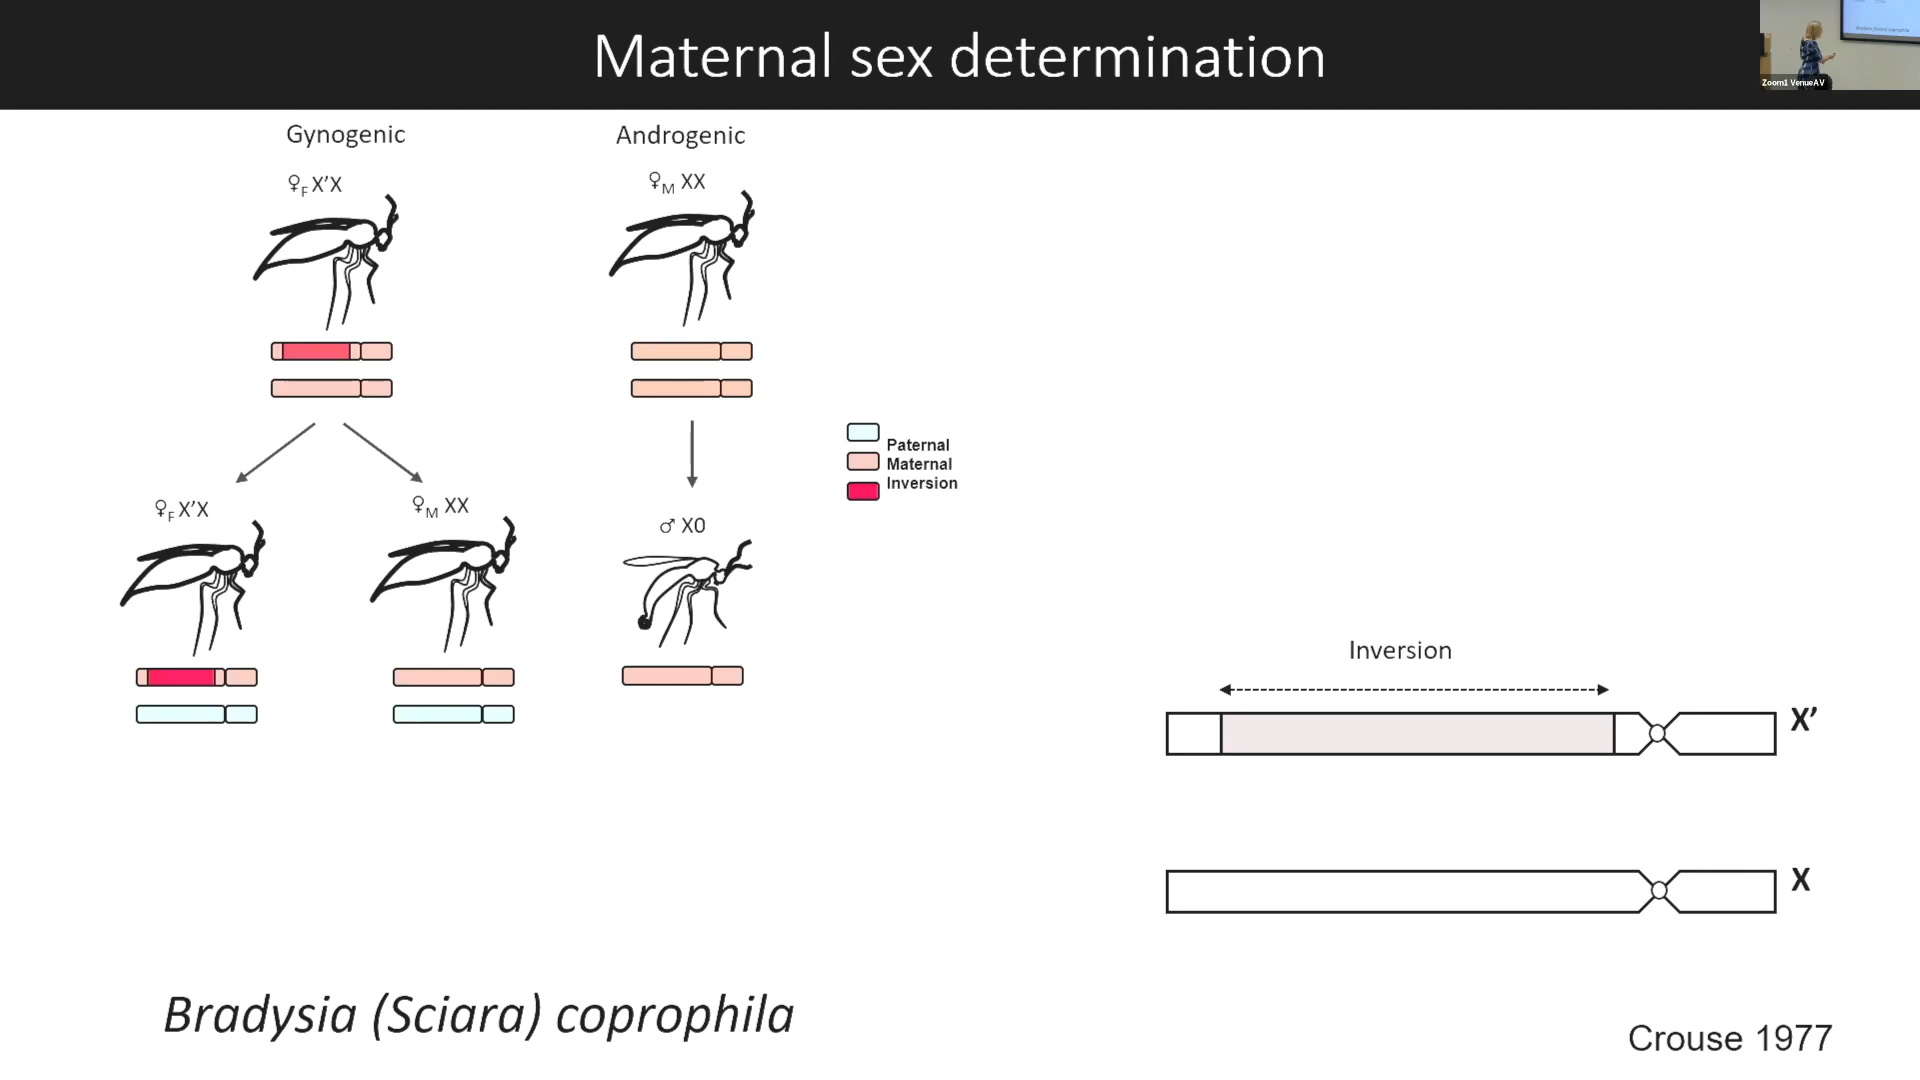 Maternal sex determination
Zoom1 VenueAV
Gynogenic
Androgenic
♀F X’X
♀M XX
Paternal
Maternal
Inversion
♀F X’X
♀M XX
♂ X0
Inversion
X’
X
Bradysia (Sciara) coprophila
Crouse 1977